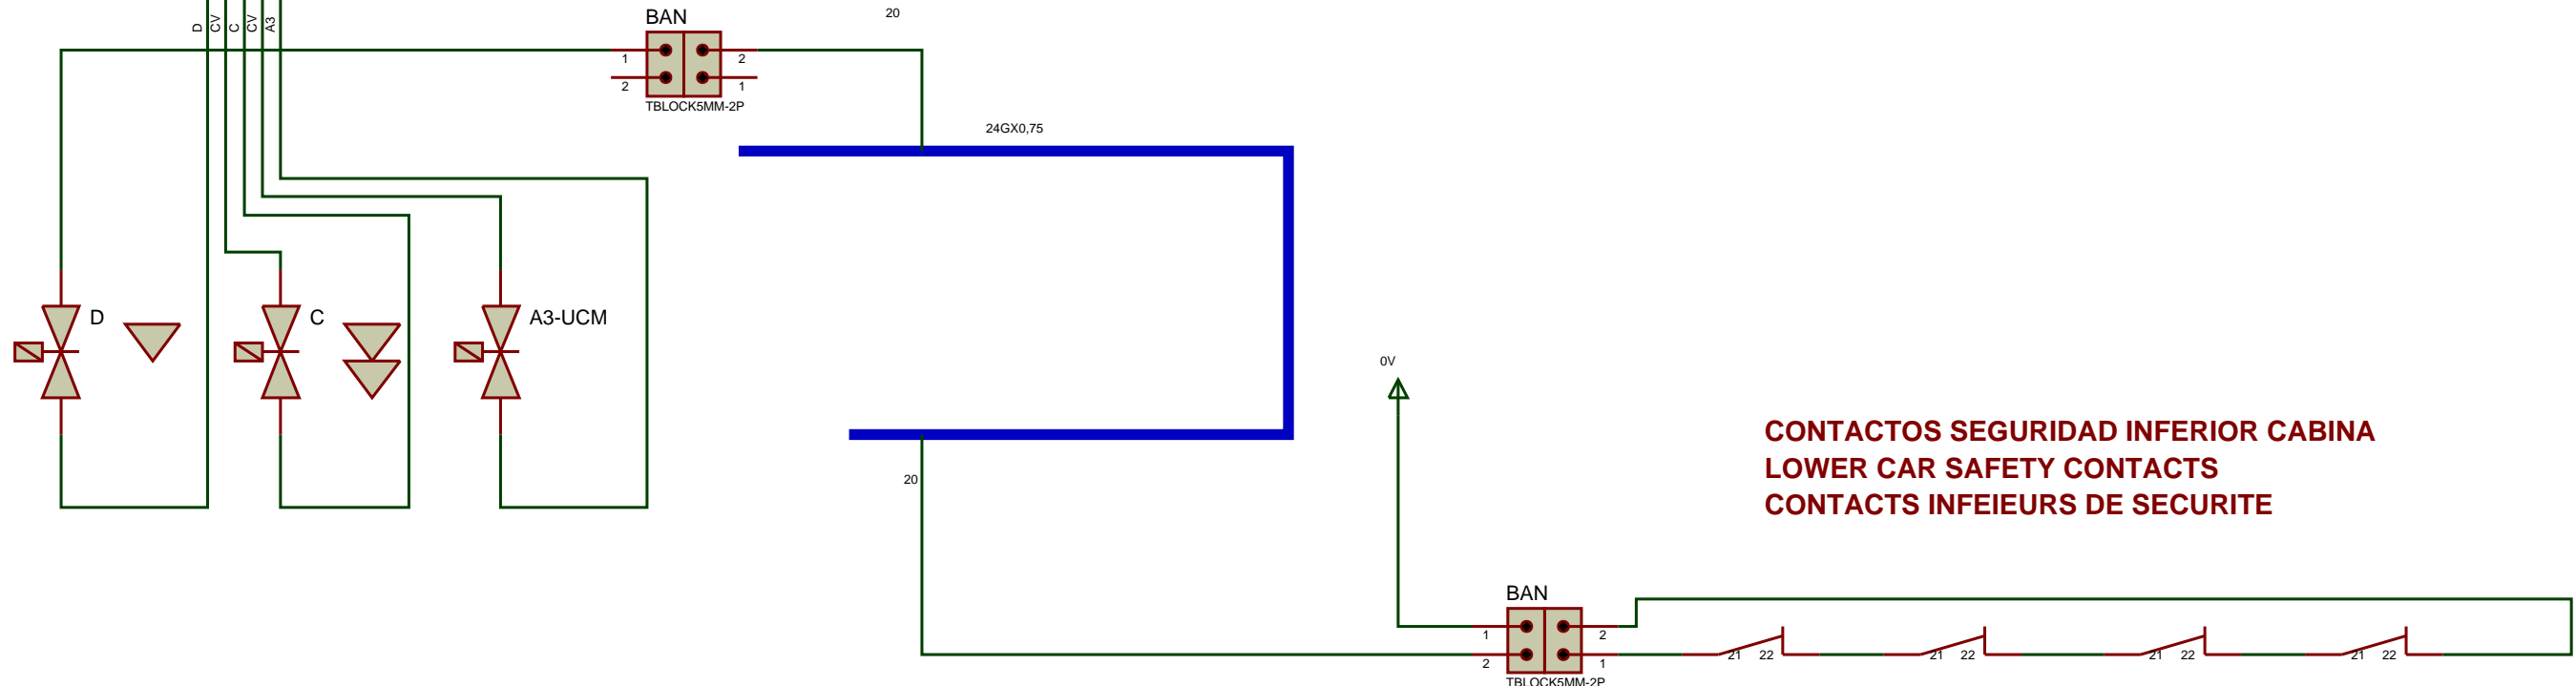 D
CV
C
CV
A3
BAN
20
1
2
2
1
TBLOCK5MM-2P
24GX0,75
D
C
A3-UCM
0V
CONTACTOS SEGURIDAD INFERIOR CABINA
LOWER CAR SAFETY CONTACTS
CONTACTS INFEIEURS DE SECURITE
20
BAN
1
2
2
1
21 22
21 22
21 22
21 22
TBLOCK5MM-2P